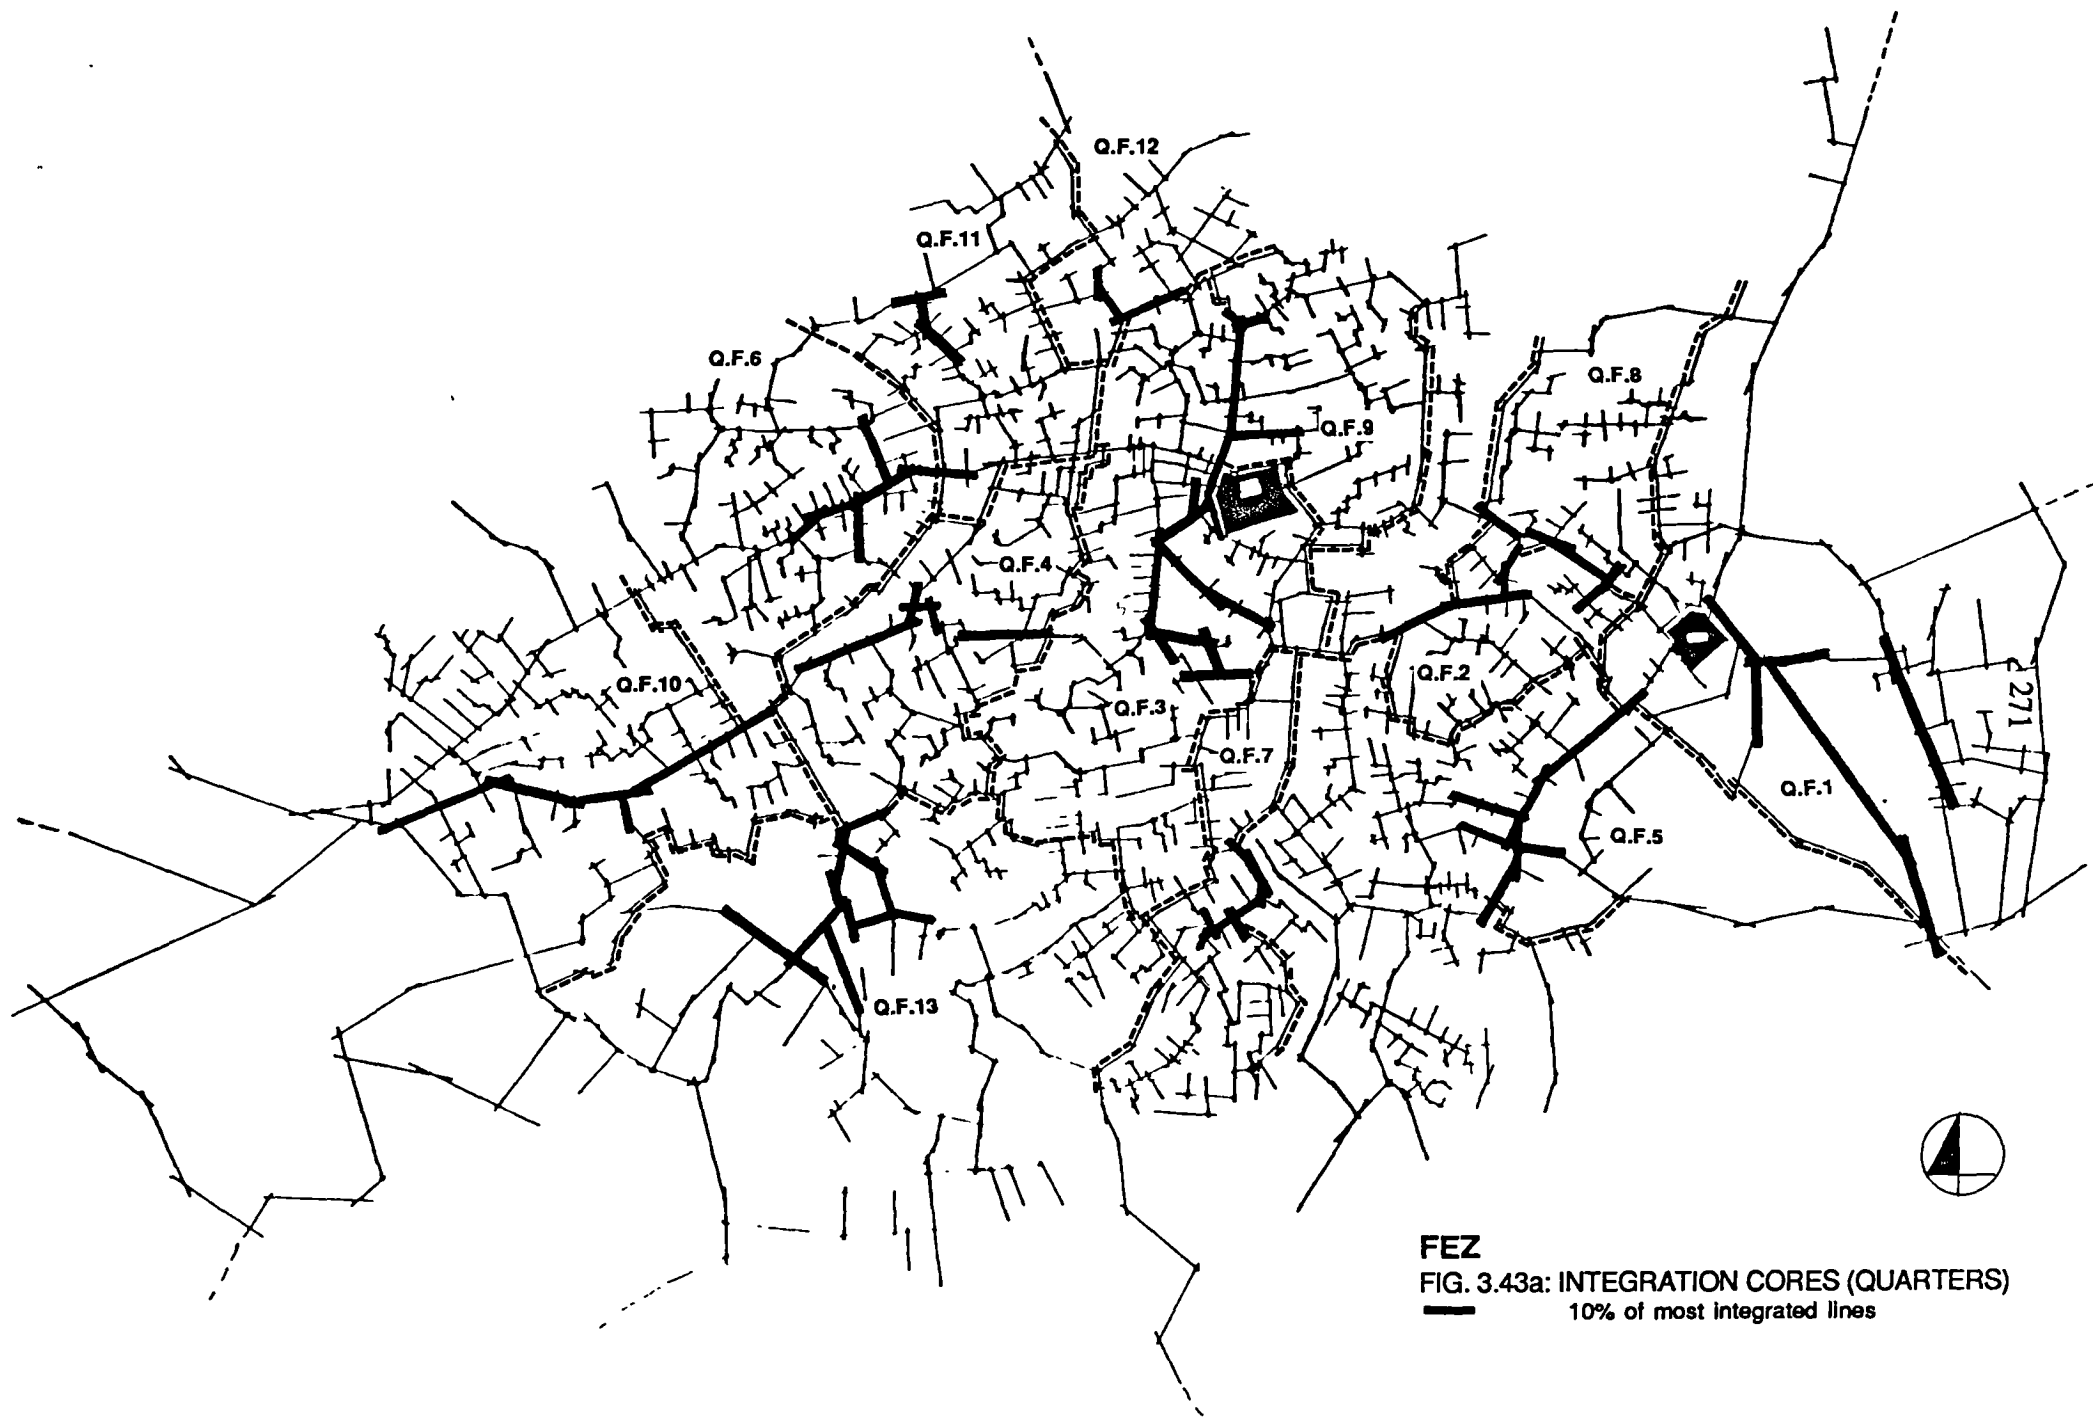 Q.F.12
Q.F.11
Q.F.6
Q.F.8
Q.F.9
Q.F.4
Q.F.10
Q.F.2
Q.F.3
271
Q.F.7
Q.F.1
Q.F.5
Q.F.13
FEZ
FIG. 3.43a: INTEGRATION CORES (QUARTERS)
10% of most integrated lines